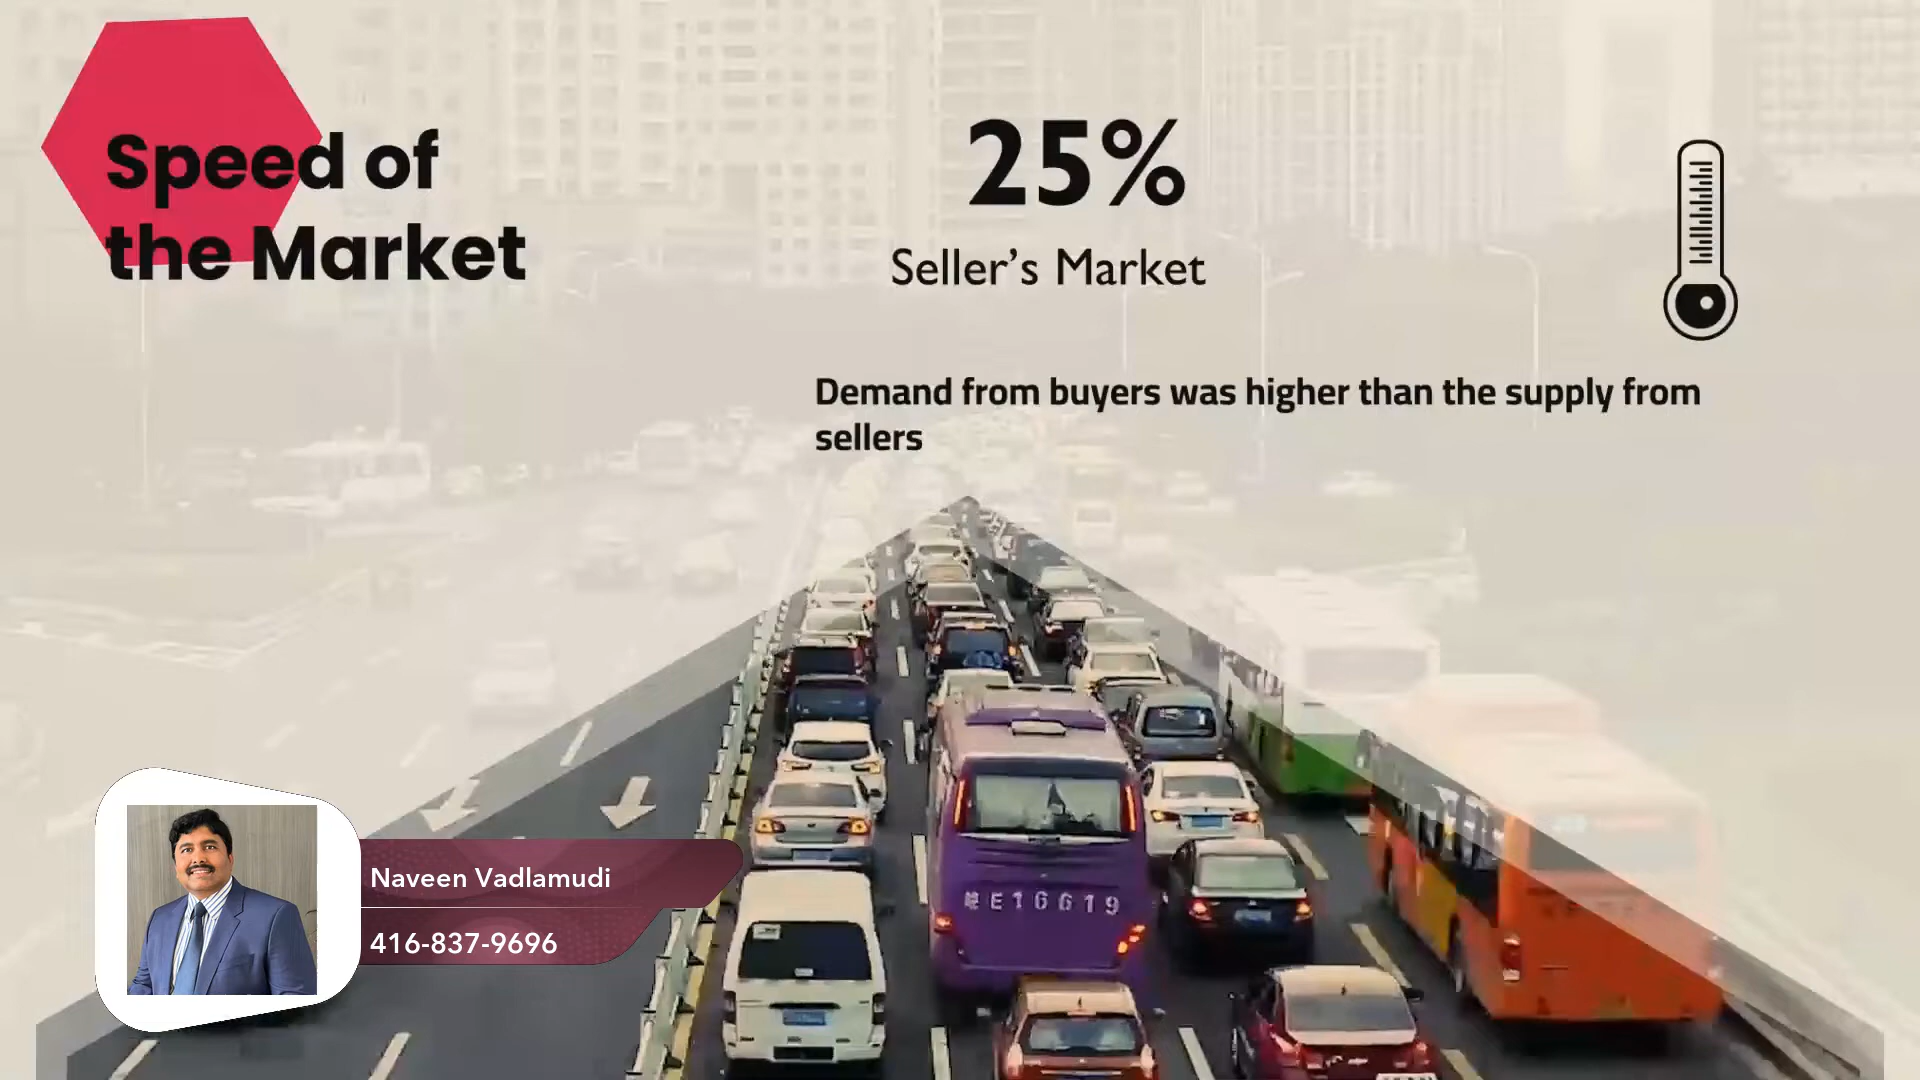 Speed of
the Market
25%
Seller’s Market
Demand from buyers was higher than the supply from
sellers
Naveen Vadlamudi
416-837-9696
E16619